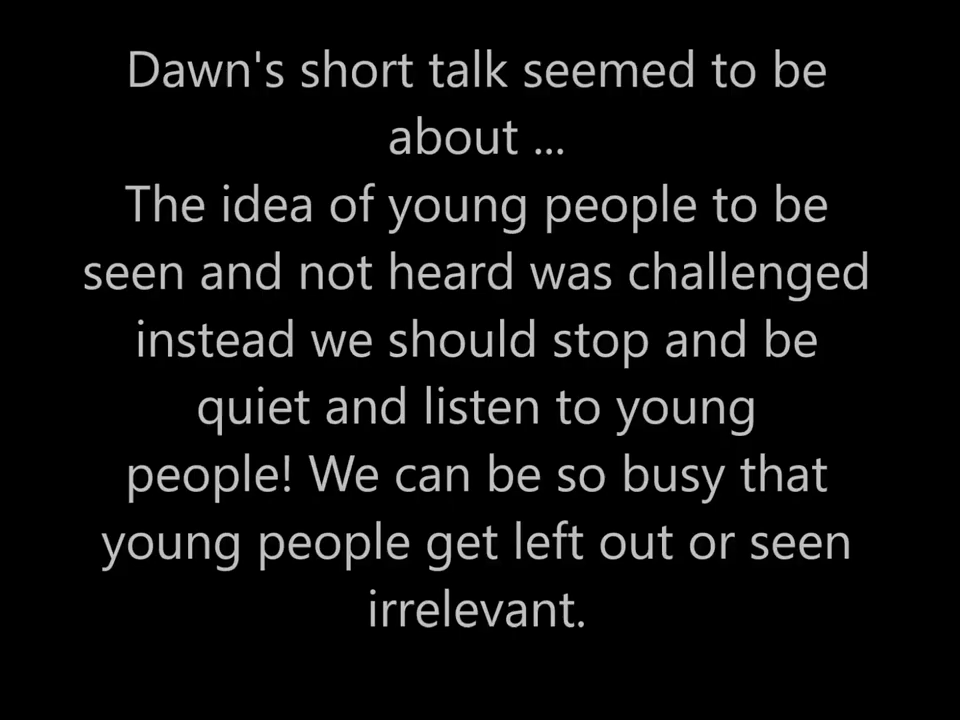 Dawn's short talk seemed to be
about ...
The idea of young people to be
seen and not heard was challenged
instead we should stop and be
quiet and listen to young
people! We can be so busy that
young people get left out or seen
irrelevant.